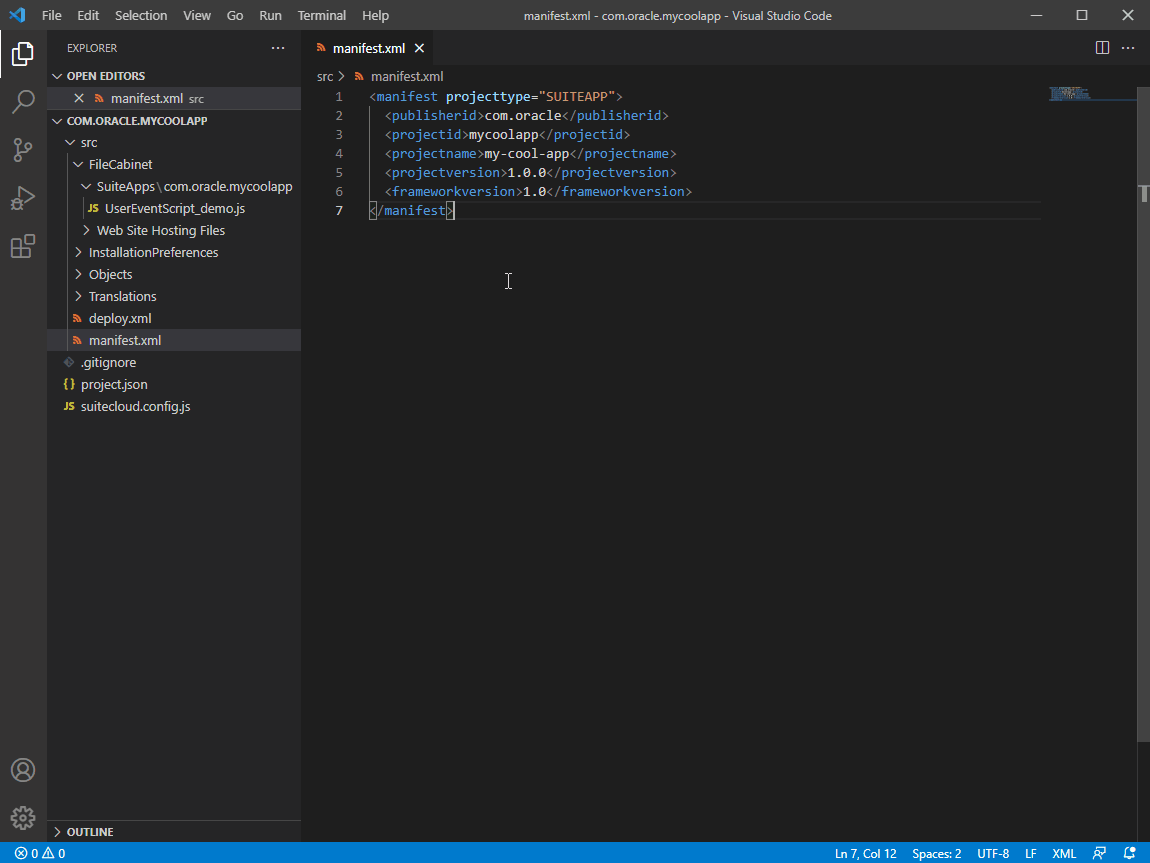 File Edit Selection View Go Run Terminal Help manifest.xml - com.oracle.mycoolapp - Visual Studio Code
EXPLORER
OPEN EDITORS
manifest.xml src
COM.ORACLE.MYCOOLAPP
src
FileCabinet
SuiteApps\com.oracle.mycoolapp
JS UserEventScript_demo.js
Web Site Hosting Files
InstallationPreferences
Objects
Translations
deploy.xml
manifest.xml
.gitignore
{} project.json
JS suitecloud.config.js
OUTLINE
manifest.xml
src > manifest.xml
1 <manifest projecttype="SUITEAPP">
2 <publisherid>com.oracle</publisherid>
3 <projectid>mycoolapp</projectid>
4 <projectname>my-cool-app</projectname>
5 <projectversion>1.0.0</projectversion>
6 <frameworkversion>1.0</frameworkversion>
7 </manifest>
0 0 Ln 7, Col 12 Spaces: 2 UTF-8 LF XML